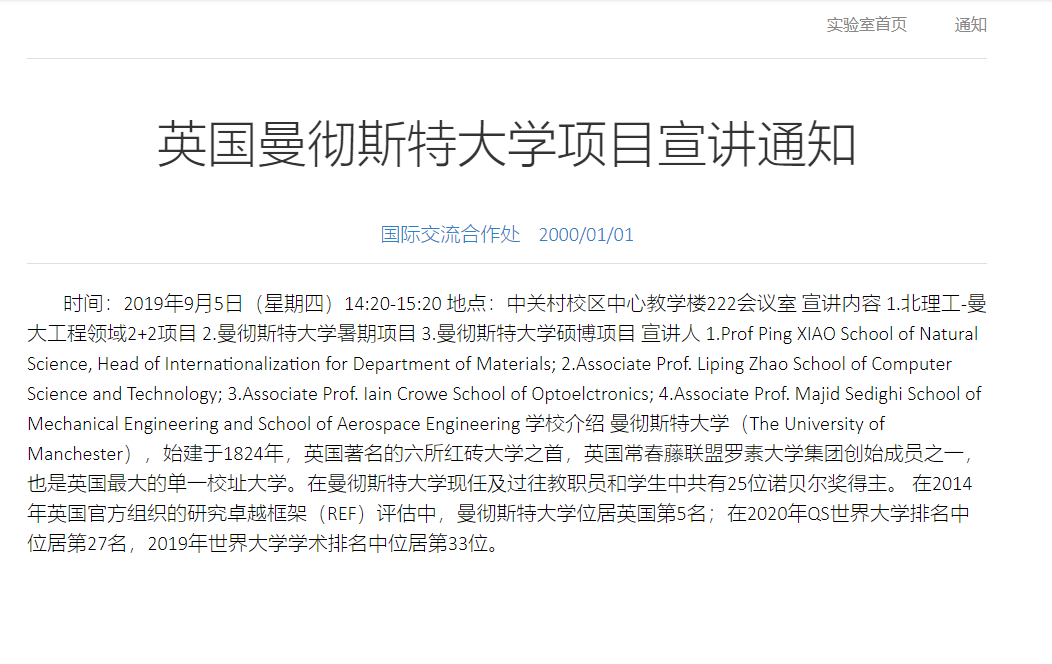 实验室首页 通知
英国曼彻斯特大学项目宣讲通知
国际交流合作处 2000/01/01
时间：2019年9月5日（星期四）14:20-15:20 地点：中关村校区中心教学楼222会议室 宣讲内容 1.北理工-曼
大工程领域2+2项目 2.曼彻斯特大学暑期项目 3.曼彻斯特大学硕博项目 宣讲人 1.Prof Ping XIAO School of Natural
Science, Head of Internationalization for Department of Materials; 2.Associate Prof. Liping Zhao School of Computer
Science and Technology; 3.Associate Prof. Iain Crowe School of Optoelctronics; 4.Associate Prof. Majid Sedighi School of
Mechanical Engineering and School of Aerospace Engineering 学校介绍 曼彻斯特大学（The University of
Manchester），始建于1824年，英国著名的六所红砖大学之首，英国常春藤联盟罗素大学集团创始成员之一，
也是英国最大的单一校址大学。在曼彻斯特大学现任及过往教职员和学生中共有25位诺贝尔奖得主。 在2014
年英国官方组织的研究卓越框架（REF）评估中，曼彻斯特大学位居英国第5名；在2020年QS世界大学排名中
位居第27名，2019年世界大学学术排名中位居第33位。